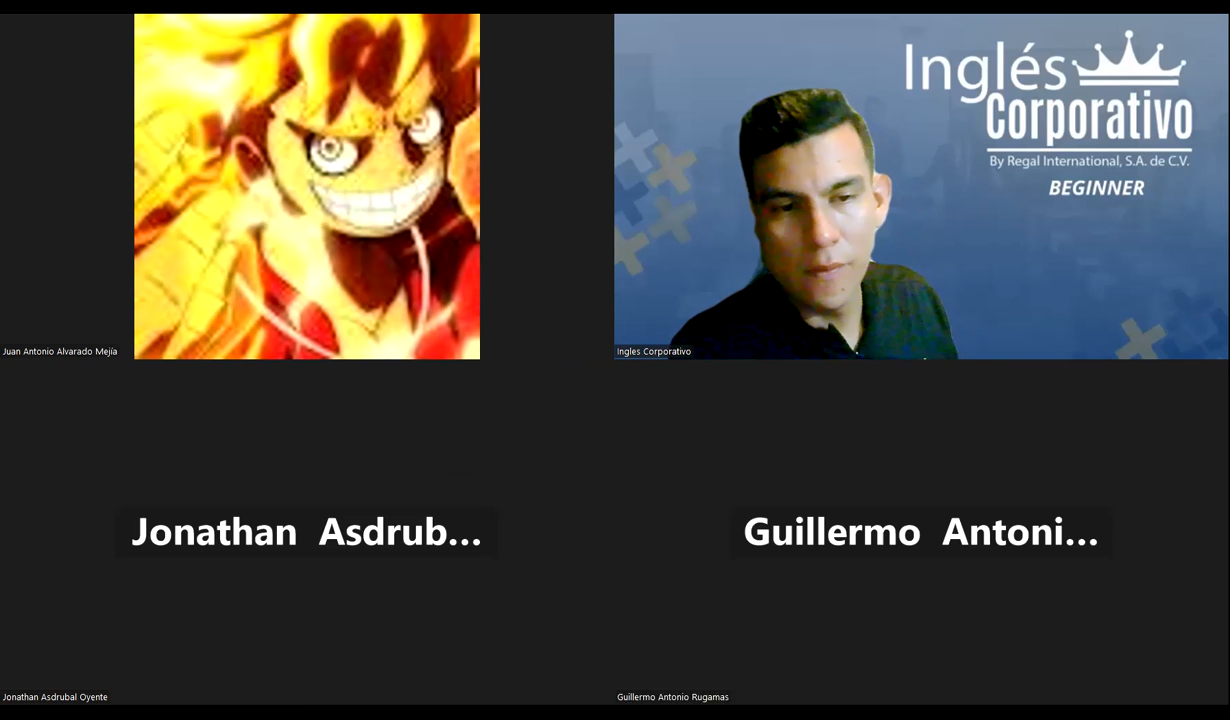 Inglés
Corporativo
By Regal International, S.A. de C.V.
BEGINNER
Juan Antonio Alvarado Mejía
Ingles Corporativo
Jonathan Asdrub...
Guillermo Antoni...
Jonathan Asdrubal Oyente
Guillermo Antonio Rugamas